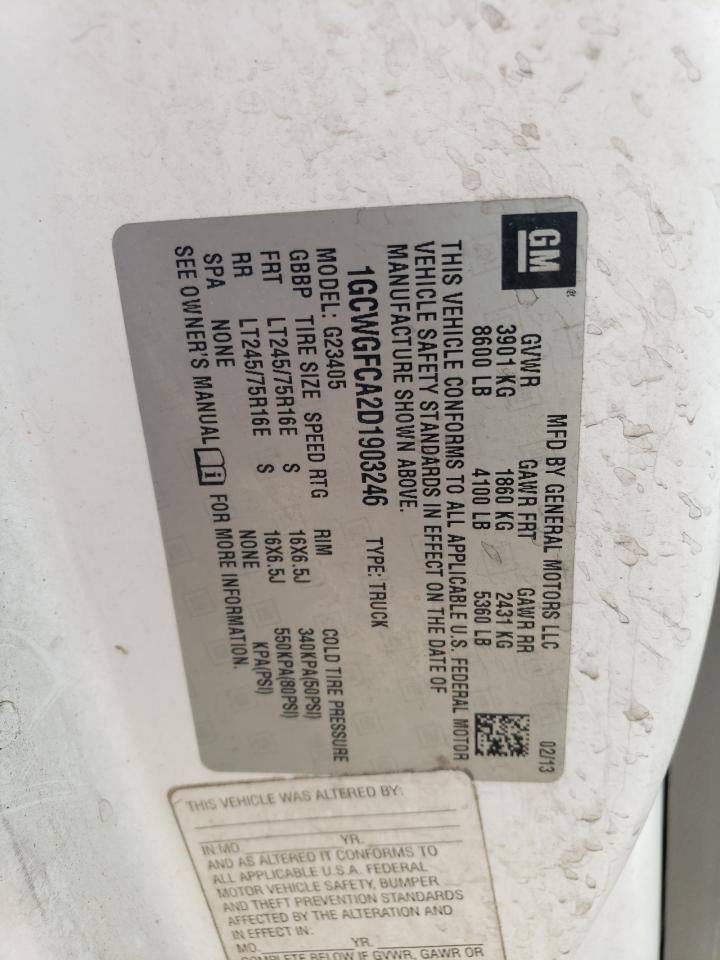 GM®
MFD BY GENERAL MOTORS LLC 02/13
GVWR GAWR FRT GAWR RR
3901 KG 1860 KG 2431 KG
8600 LB 4100 LB 5360 LB
THIS VEHICLE CONFORMS TO ALL APPLICABLE U.S. FEDERAL MOTOR
VEHICLE SAFETY STANDARDS IN EFFECT ON THE DATE OF
MANUFACTURE SHOWN ABOVE.
1GCWGFCA2D1903246 TYPE: TRUCK
MODEL: G23405
GBBP TIRE SIZE SPEED RTG RIM COLD TIRE PRESSURE
FRT LT245/75R16E S 16X6.5J 340KPA(50PSI)
RR LT245/75R16E S 16X6.5J 550KPA(80PSI)
SPA NONE NONE KPA(PSI)
SEE OWNER'S MANUAL i FOR MORE INFORMATION.
THIS VEHICLE WAS ALTERED BY:
IN:MO. YR.
AND AS ALTERED IT CONFORMS TO
ALL APPLICABLE U.S.A. FEDERAL
MOTOR VEHICLE SAFETY, BUMPER
AND THEFT PREVENTION STANDARDS
AFFECTED BY THE ALTERATION AND
IN EFFECT IN:
MO. YR.
COMPLETE BELOW IF GVWR, GAWR OR